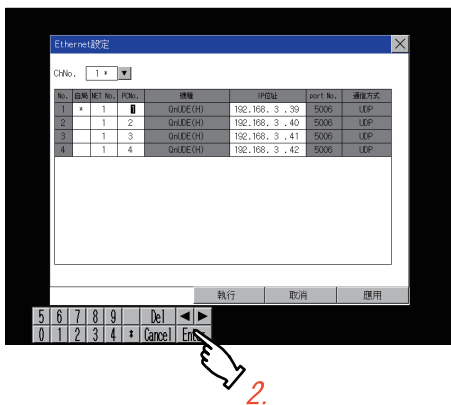 Ethernet設定
ChNo. 1 *
No. 自局 NET No. PCNo. 機種 IP位址 port No. 通信方式
1 * 1 1 QnUDE(H) 192.168. 3 .39 5006 UDP
2 1 2 QnUDE(H) 192.168. 3 .40 5006 UDP
3 1 3 QnUDE(H) 192.168. 3 .41 5006 UDP
4 1 4 QnUDE(H) 192.168. 3 .42 5006 UDP
執行 取消 應用
5 6 7 8 9 Del
0 1 2 3 4 * Cancel Enter
2.